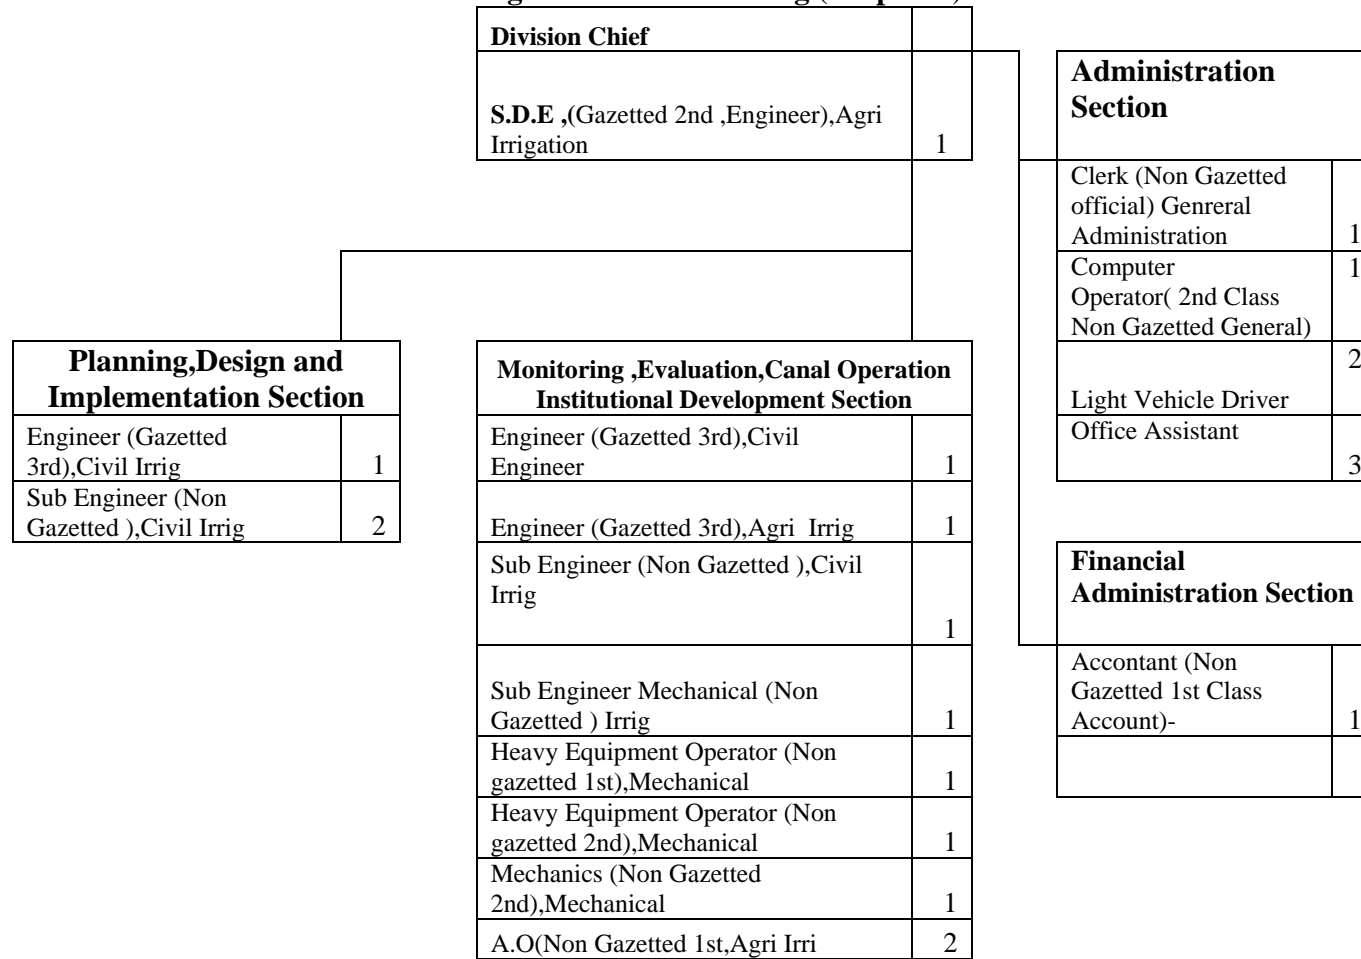 Division Chief
S.D.E ,(Gazetted 2nd ,Engineer),Agri
Irrigation 1
Administration
Section
Clerk (Non Gazetted
official) Genreral
Administration 1
Computer 1
Operator( 2nd Class
Non Gazetted General)
2
Light Vehicle Driver
Office Assistant
3
Planning,Design and
Implementation Section
Engineer (Gazetted
3rd),Civil Irrig 1
Sub Engineer (Non
Gazetted ),Civil Irrig 2
Monitoring ,Evaluation,Canal Operation
Institutional Development Section
Engineer (Gazetted 3rd),Civil
Engineer 1
Engineer (Gazetted 3rd),Agri Irrig 1
Sub Engineer (Non Gazetted ),Civil
Irrig
1
Sub Engineer Mechanical (Non
Gazetted ) Irrig 1
Heavy Equipment Operator (Non
gazetted 1st),Mechanical 1
Heavy Equipment Operator (Non
gazetted 2nd),Mechanical 1
Mechanics (Non Gazetted
2nd),Mechanical 1
A.O(Non Gazetted 1st,Agri Irri 2
Financial
Administration Section
Accontant (Non
Gazetted 1st Class
Account)- 1